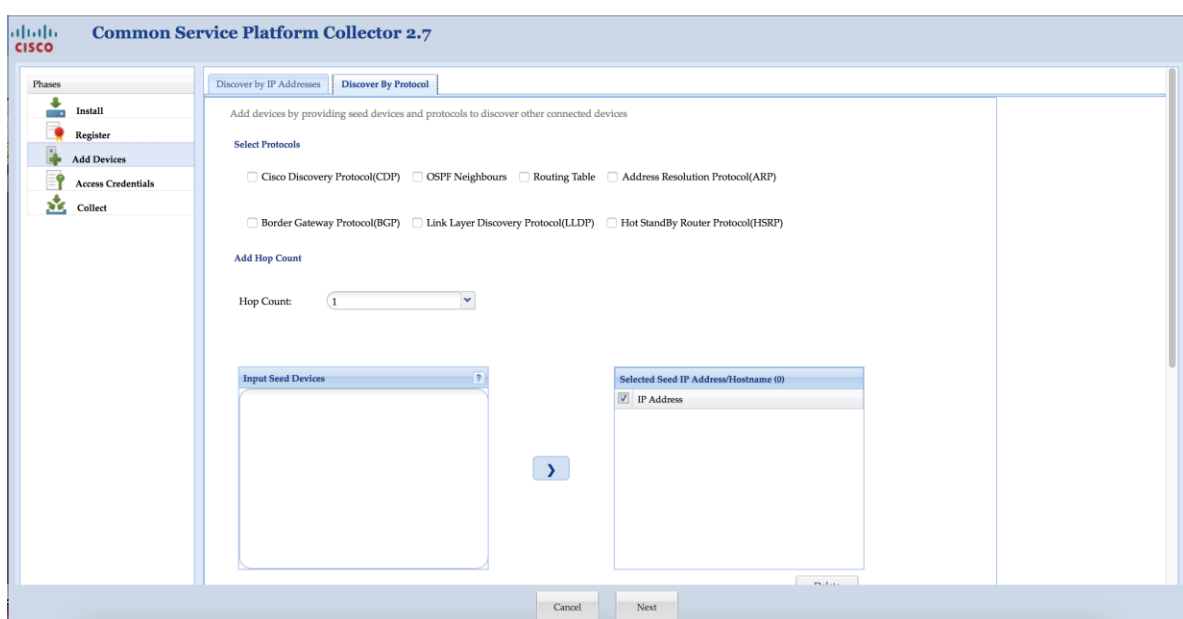 CISCO
Common Service Platform Collector 2.7
Phases
Install
Register
Add Devices
Access Credentials
Collect
Discover by IP Addresses
Discover By Protocol
Add devices by providing seed devices and protocols to discover other connected devices
Select Protocols
Cisco Discovery Protocol(CDP) OSPF Neighbours Routing Table Address Resolution Protocol(ARP)
Border Gateway Protocol(BGP) Link Layer Discovery Protocol(LLDP) Hot StandBy Router Protocol(HSRP)
Add Hop Count
Hop Count: 1
Input Seed Devices ?
Selected Seed IP Address/Hostname (0)
IP Address
Cancel Next